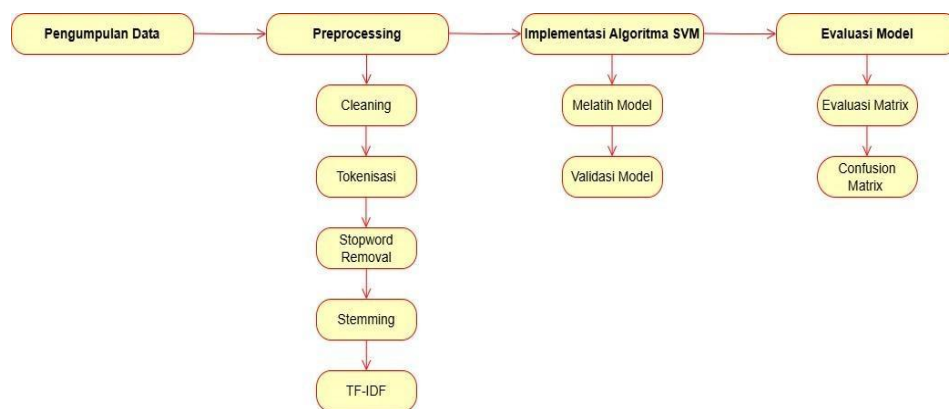 Pengumpulan Data
Preprocessing
Implementasi Algoritma SVM
Evaluasi Model
Cleaning
Melatih Model
Evaluasi Matrix
Tokenisasi
Validasi Model
Confusion
Matrix
Stopword
Removal
Stemming
TF-IDF